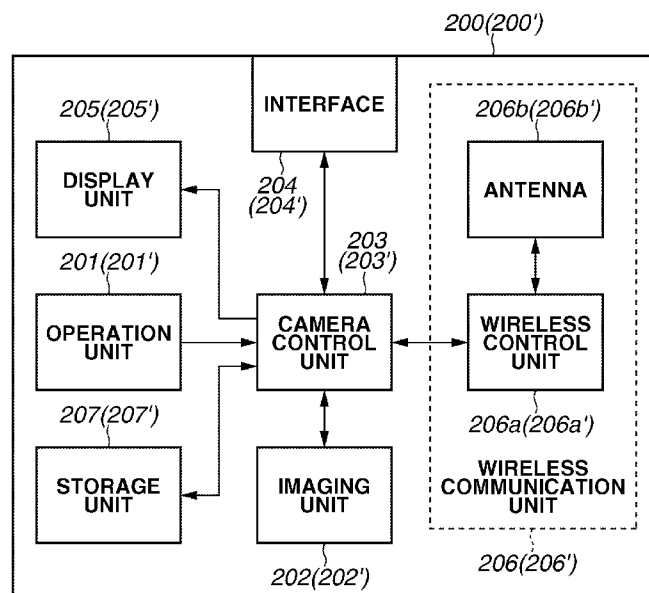 200(200')
INTERFACE
204
(204')
205(205')
DISPLAY
UNIT
201(201')
OPERATION
UNIT
207(207')
STORAGE
UNIT
203
(203')
CAMERA
CONTROL
UNIT
IMAGING
UNIT
202(202')
206b(206b')
ANTENNA
WIRELESS
CONTROL
UNIT
206a(206a')
WIRELESS
COMMUNICATION
UNIT
206(206')